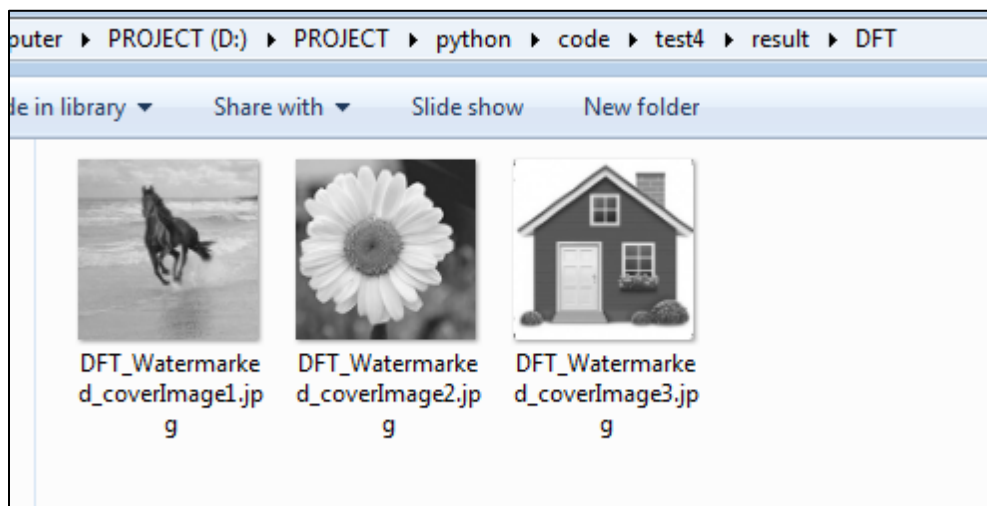 puter ▸ PROJECT (D:) ▸ PROJECT ▸ python ▸ code ▸ test4 ▸ result ▸ DFT
de in library Share with Slide show New folder
DFT_Watermarke DFT_Watermarke DFT_Watermarke
d_coverImage1.jp d_coverImage2.jp d_coverImage3.jp
g g g